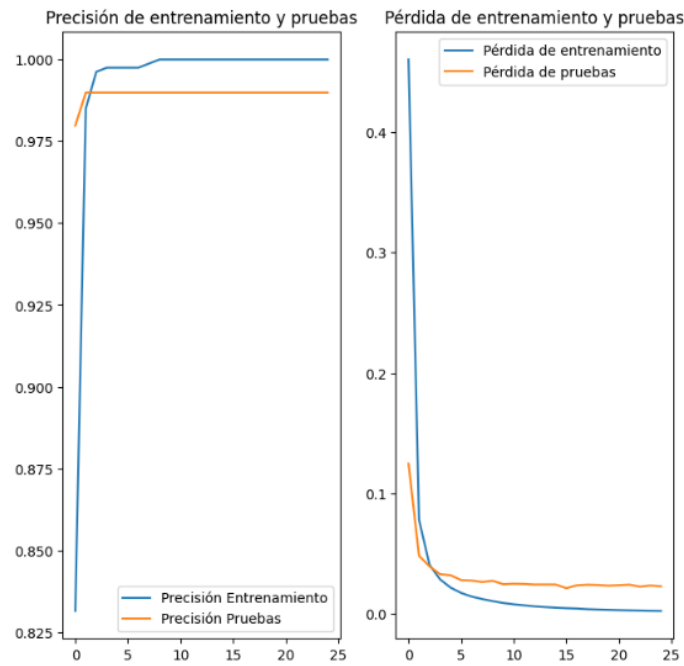 Precisión de entrenamiento y pruebas
1.000
0.975
0.950
0.925
0.900
0.875
0.850
0.825
0 5 10 15 20 25
Precisión Entrenamiento
Precisión Pruebas
Pérdida de entrenamiento y pruebas
Pérdida de entrenamiento
Pérdida de pruebas
0.4
0.3
0.2
0.1
0.0
0 5 10 15 20 25